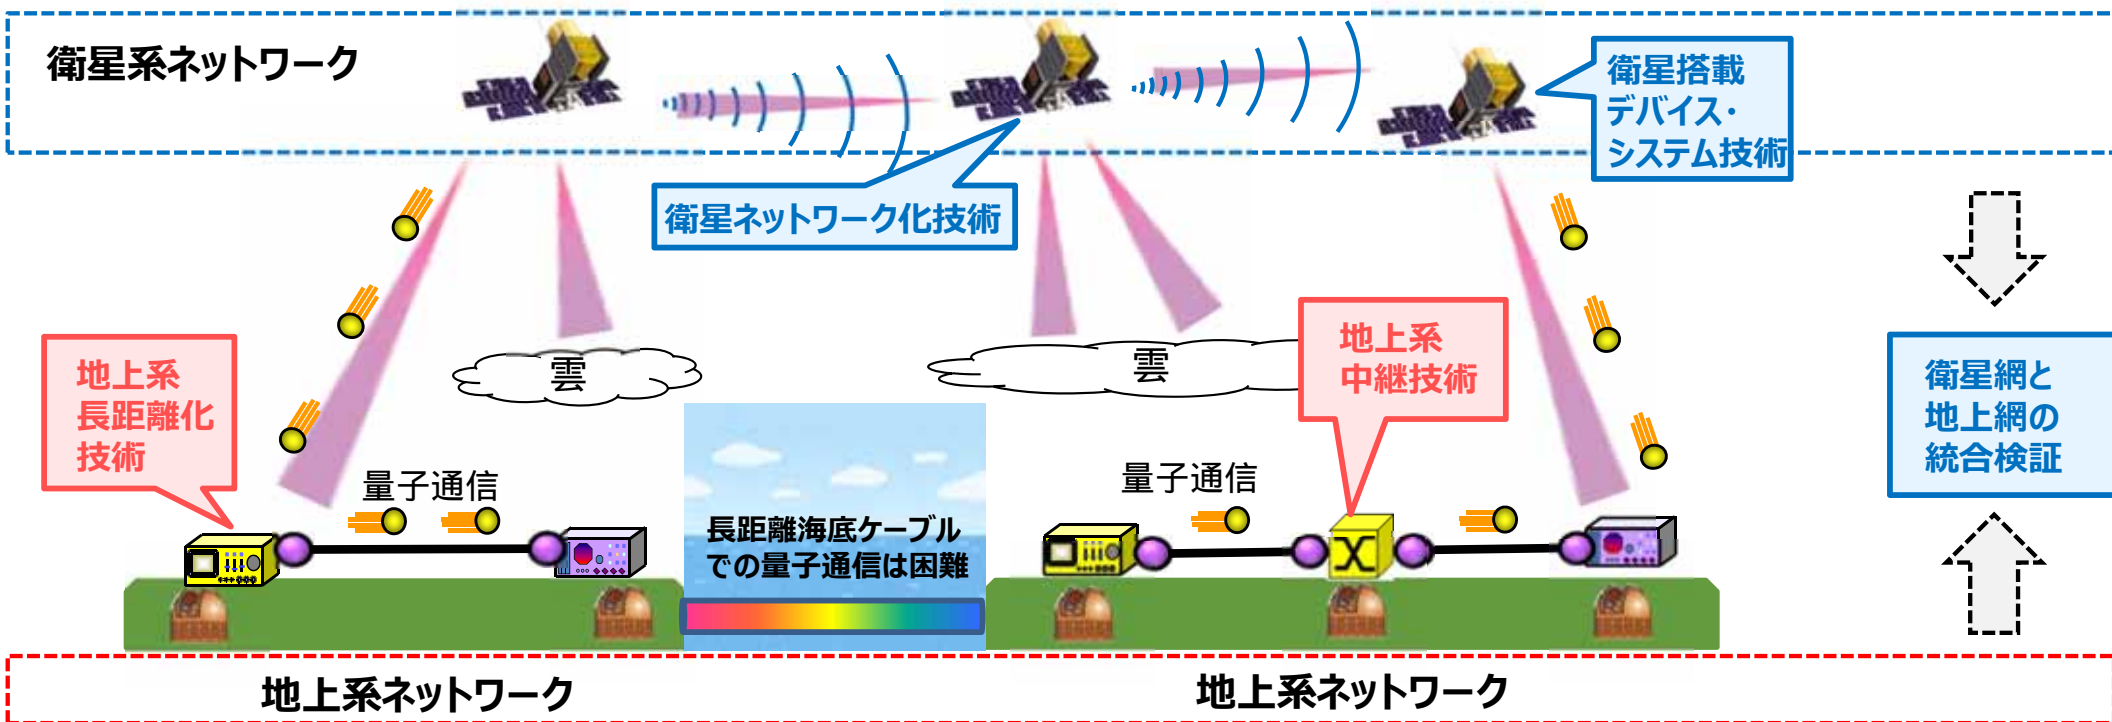 衛星系ネットワーク
衛星搭載
デバイス・
システム技術
衛星ネットワーク化技術
地上系
長距離化
技術
雲
雲
地上系
中継技術
衛星網と
地上網の
統合検証
量子通信
量子通信
長距離海底ケーブル
での量子通信は困難
地上系ネットワーク
地上系ネットワーク